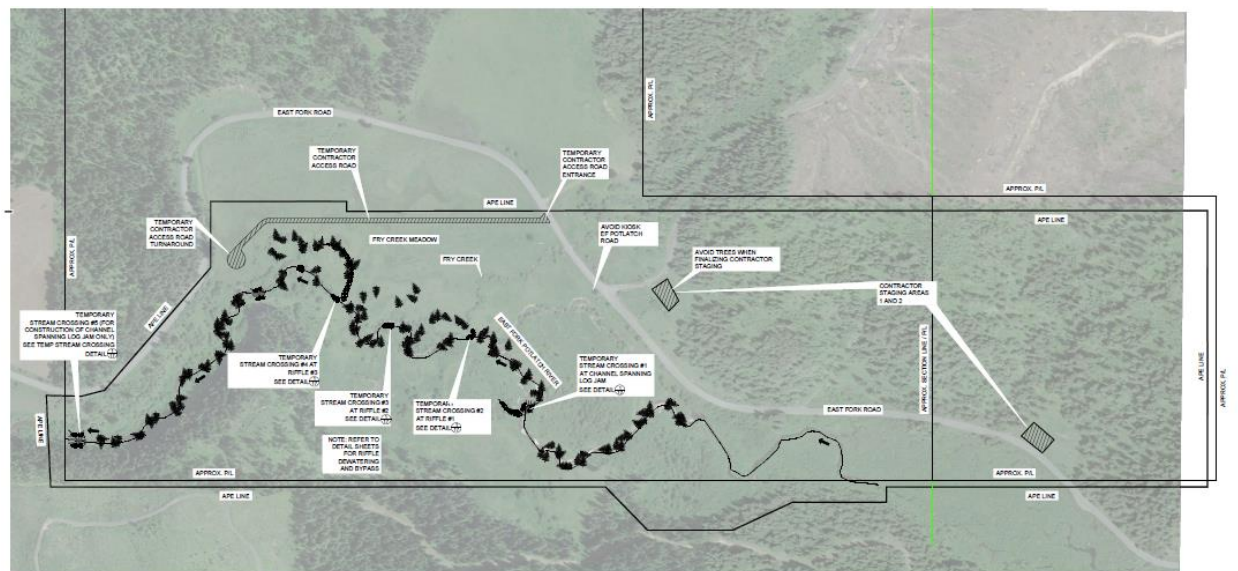 EAST FORK ROAD
APPROX. P/L
TEMPORARY
CONTRACTOR
ACCESS ROAD
TEMPORARY
CONTRACTOR
ACCESS ROAD
ENTRANCE
APPROX. P/L
APE LINE
APE LINE
TEMPORARY
CONTRACTOR
ACCESS ROAD
TURNAROUND
FRY CREEK MEADOW
AVOID KIOSK
EF POTLATCH
ROAD
APPROX. P/L
FRY CREEK
AVOID TREES WHEN
FINALIZING CONTRACTOR
STAGING
CONTRACTOR
STAGING AREAS
1 AND 2
APE LINE
TEMPORARY
STREAM CROSSING #5 (FOR
CONSTRUCTION OF CHANNEL
SPANNING LOG JAM ONLY)
SEE TEMP STREAM CROSSING
DETAIL
EAST FORK POTLATCH RIVER
APPROX. SECTION LINE / P/L
APE LINE
APPROX. P/L
TEMPORARY
STREAM CROSSING #4 AT
RIFFLE #3
SEE DETAIL
TEMPORARY
STREAM CROSSING #1
AT CHANNEL SPANNING
LOG JAM
SEE DETAIL
TEMPORARY
STREAM CROSSING #3
AT RIFFLE #2
SEE DETAIL
STREAM CROSSING #2
AT RIFFLE #1
SEE DETAIL
EAST FORK ROAD
APE LINE
NOTE: REFER TO
DETAIL SHEETS
FOR RIFFLE
DEWATERING
AND BYPASS
APPROX. P/L
APPROX. P/L
APE LINE
APE LINE